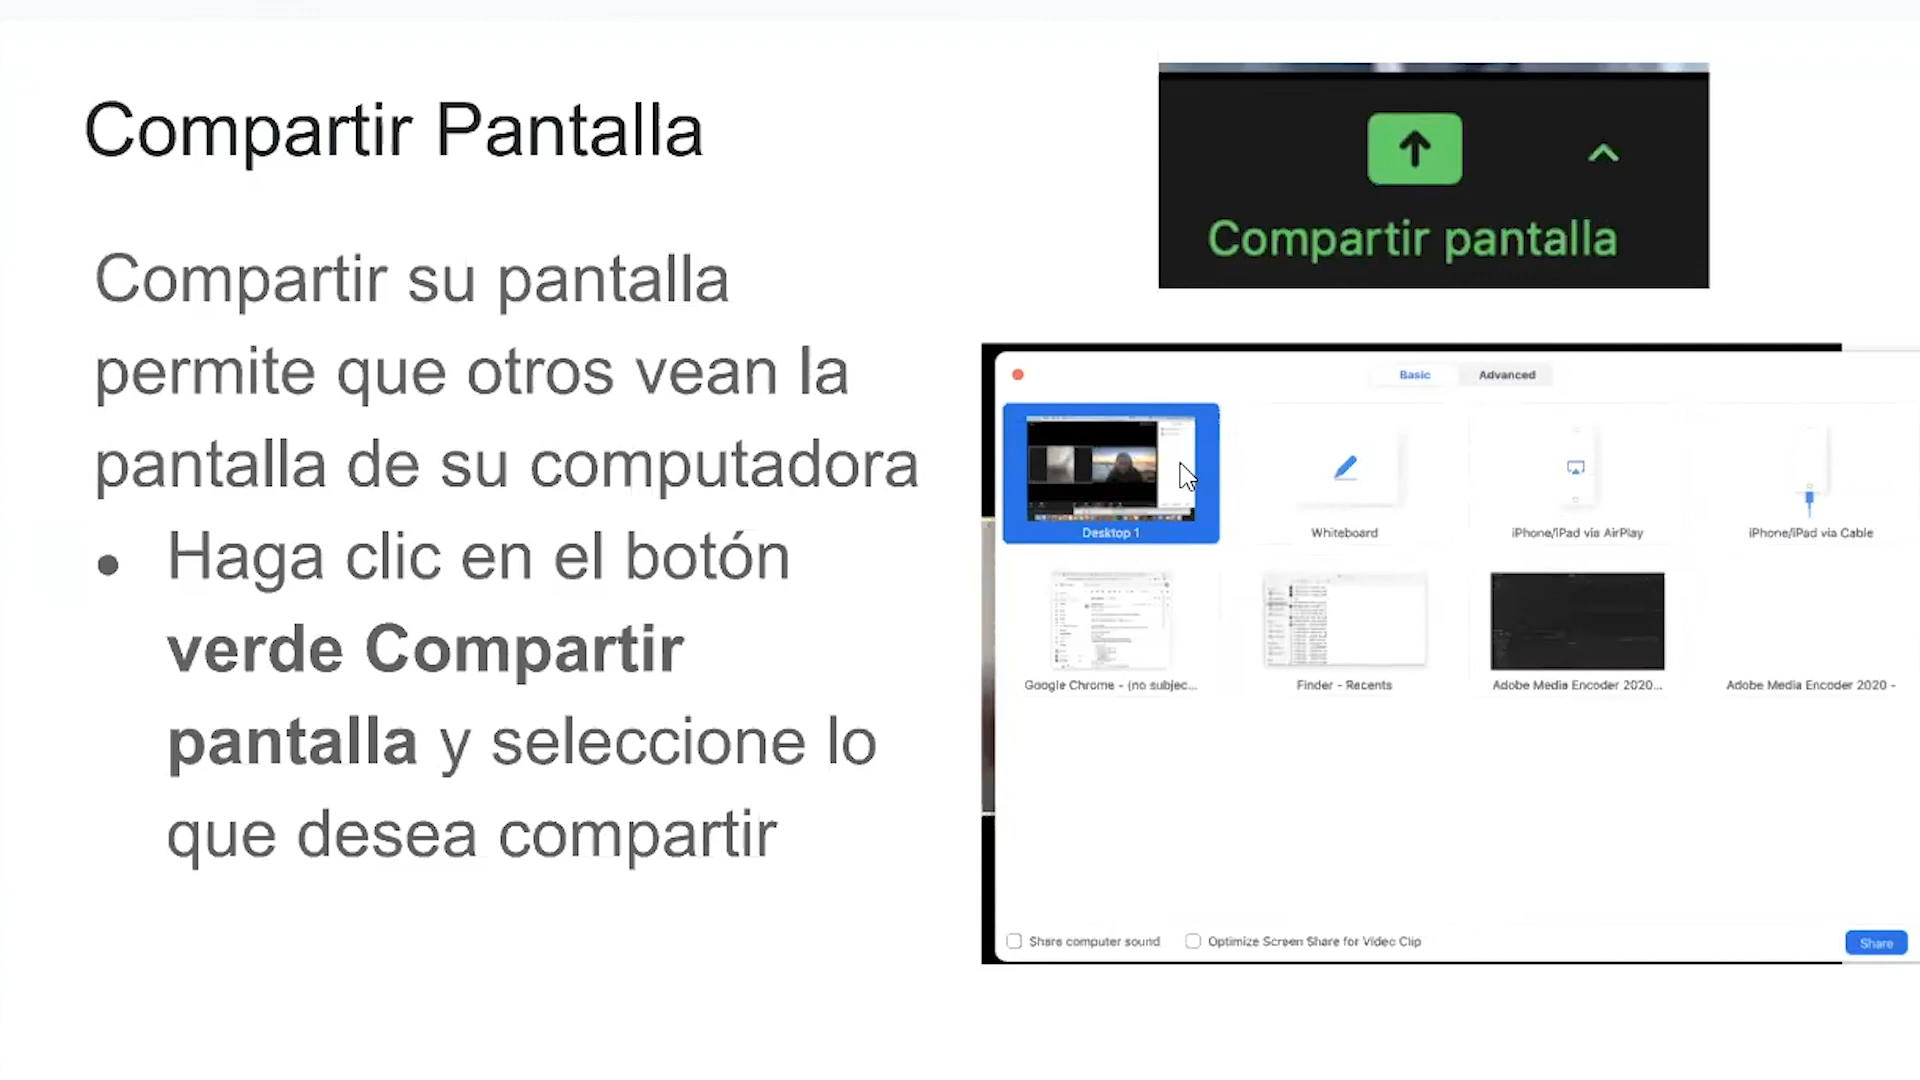 Compartir Pantalla
Compartir su pantalla
permite que otros vean la
pantalla de su computadora
● Haga clic en el botón
verde Compartir
pantalla y seleccione lo
que desea compartir
Compartir pantalla
Basic Advanced
Desktop 1
Whiteboard
iPhone/iPad via AirPlay
iPhone/iPad via Cable
Google Chrome - (no subjec...
Finder - Recents
Adobe Media Encoder 2020...
Adobe Media Encoder 2020 -
Share computer sound
Optimize Screen Share for Video Clip
Share